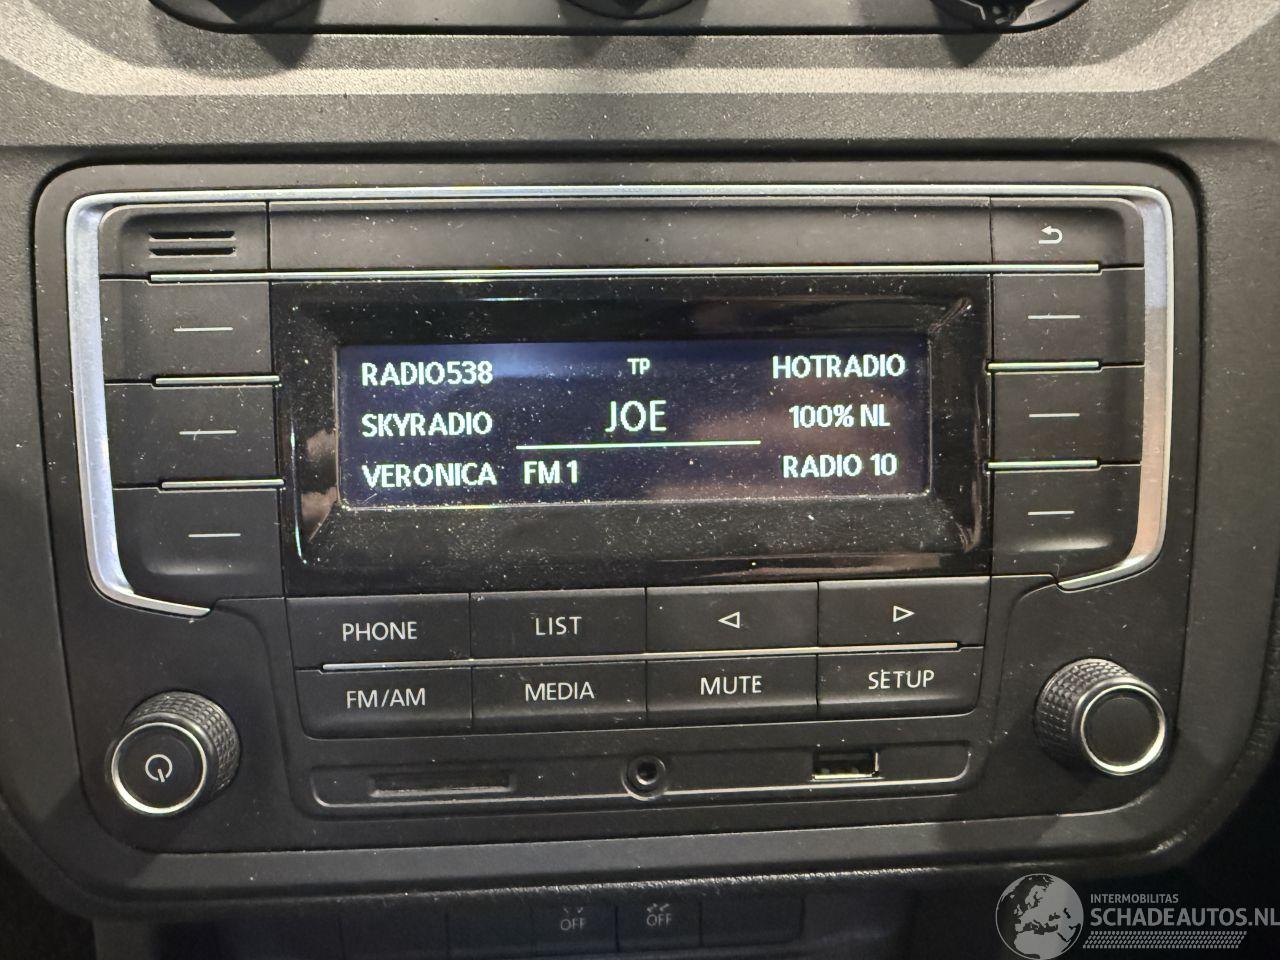 RADIO538 TP HOTRADIO
SKYRADIO JOE 100% NL
VERONICA FM 1 RADIO 10
PHONE LIST
FM/AM MEDIA MUTE SETUP
OFF OFF
INTERMOBILITAS
SCHADEAUTOS.NL